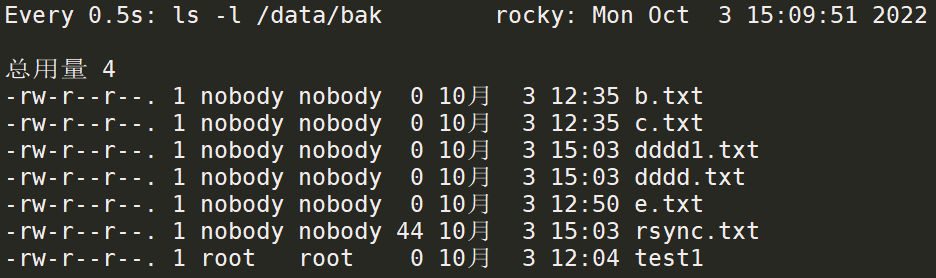 Every 0.5s: ls -l /data/bak          rocky: Mon Oct  3 15:09:51 2022

总用量 4
-rw-r--r--. 1 nobody nobody  0 10月  3 12:35 b.txt
-rw-r--r--. 1 nobody nobody  0 10月  3 12:35 c.txt
-rw-r--r--. 1 nobody nobody  0 10月  3 15:03 dddd1.txt
-rw-r--r--. 1 nobody nobody  0 10月  3 15:03 dddd.txt
-rw-r--r--. 1 nobody nobody  0 10月  3 12:50 e.txt
-rw-r--r--. 1 nobody nobody 44 10月  3 15:03 rsync.txt
-rw-r--r--. 1 root   root    0 10月  3 12:04 test1